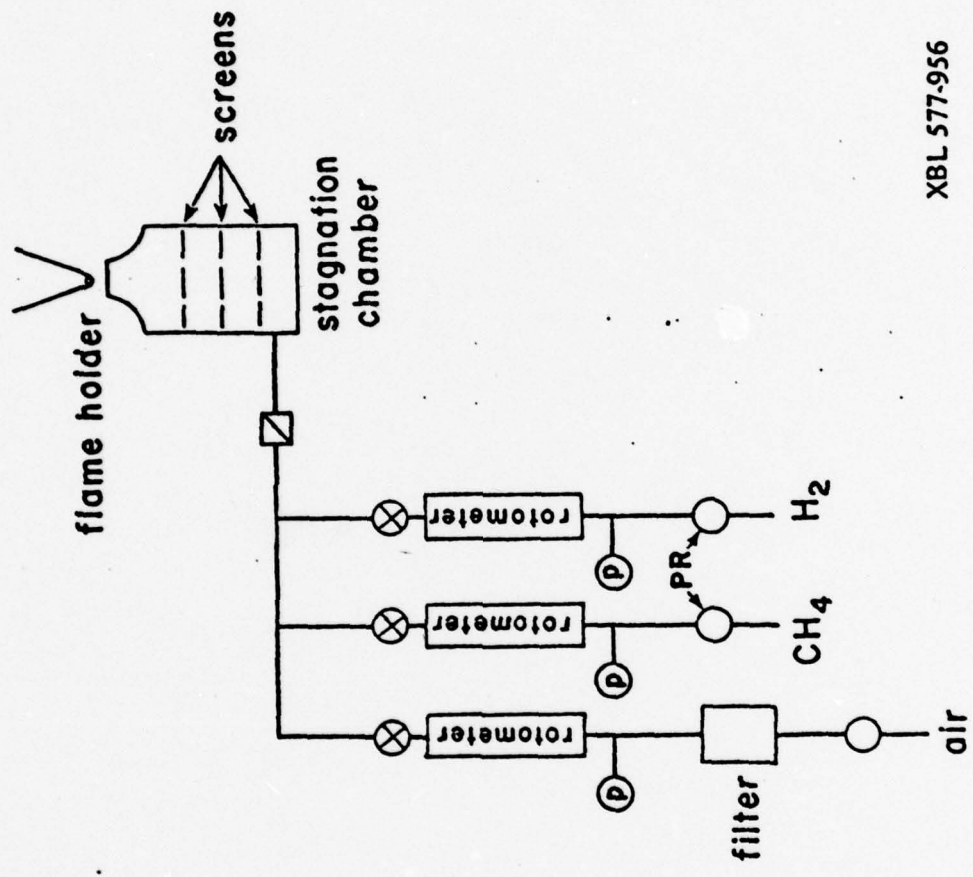 flame holder
screens
stagnation
chamber
rotometer
rotometer
rotometer
p
p
p
PR
filter
air
CH4
H2
XBL 577-956